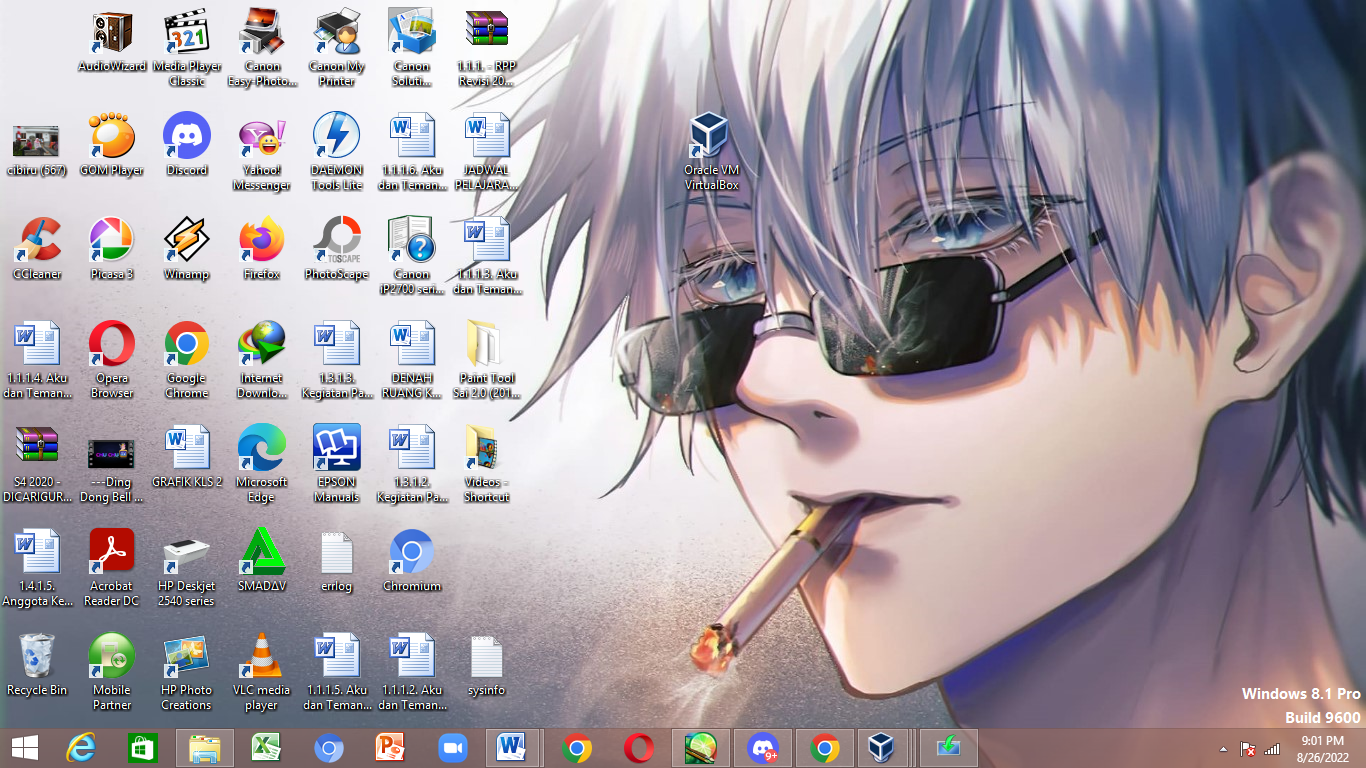 AudioWizard
Media Player
Classic
Canon
Easy-Photo...
Canon My
Printer
Canon
Soluti...
1.1.1. - RPP
Revisi 20...
cibiru (567)
GOM Player
Discord
Yahoo!
Messenger
DAEMON
Tools Lite
1.1.1.6. Aku
dan Teman...
JADWAL
PELAJARA...
Oracle VM
VirtualBox
CCleaner
Picasa 3
Winamp
Firefox
TOSCAPE
PhotoScape
Canon
iP2700 seri...
1.1.1.3. Aku
dan Teman...
1.1.1.4. Aku
dan Teman...
Opera
Browser
Google
Chrome
Internet
Downlo...
1.3.1.3.
Kegiatan Pa...
DENAH
RUANG K...
Paint Tool
Sai 2.0 (201...
S4 2020 -
DICARIGUR...
---Ding
Dong Bell ...
GRAFIK KLS 2
Microsoft
Edge
EPSON
Manuals
1.3.1.2.
Kegiatan Pa...
Videos -
Shortcut
1.4.1.5.
Anggota Ke...
Acrobat
Reader DC
HP Deskjet
2540 series
SMADΔV
errlog
Chromium
Recycle Bin
Mobile
Partner
HP Photo
Creations
VLC media
player
1.1.1.5. Aku
dan Teman...
1.1.1.2. Aku
dan Teman...
sysinfo
Windows 8.1 Pro
Build 9600
9+
9:01 PM
8/26/2022